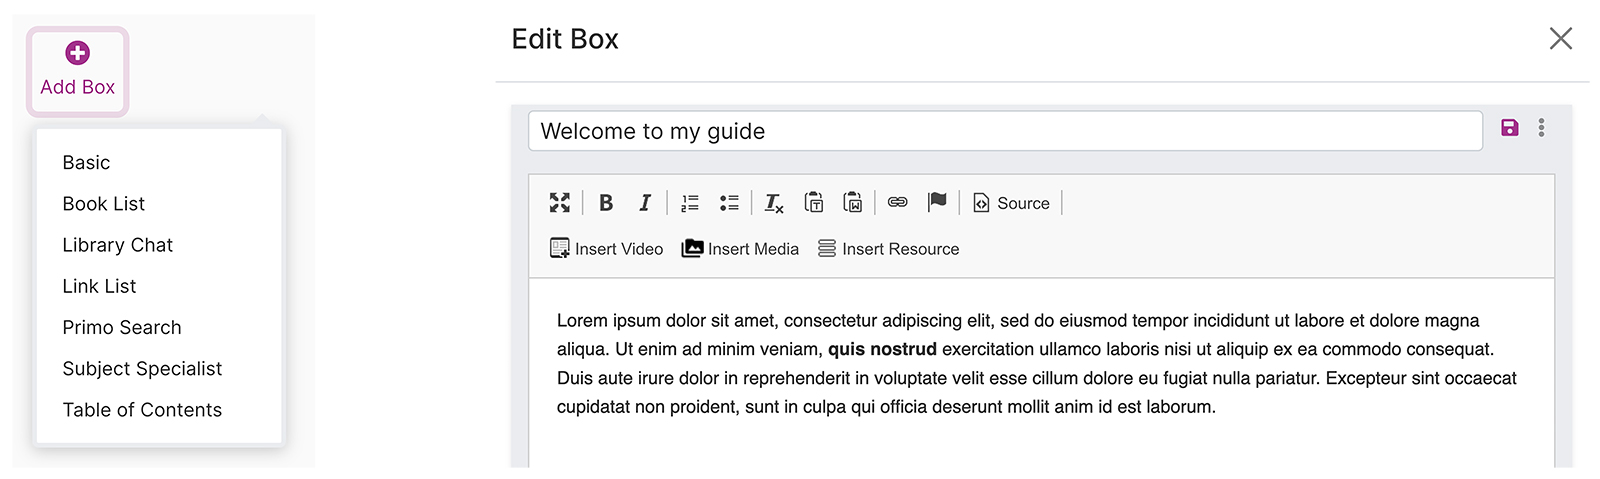 Add Box
Basic
Book List
Library Chat
Link List
Primo Search
Subject Specialist
Table of Contents
Edit Box
Welcome to my guide
Source
Insert Video Insert Media Insert Resource
Lorem ipsum dolor sit amet, consectetur adipiscing elit, sed do eiusmod tempor incididunt ut labore et dolore magna
aliqua. Ut enim ad minim veniam, quis nostrud exercitation ullamco laboris nisi ut aliquip ex ea commodo consequat.
Duis aute irure dolor in reprehenderit in voluptate velit esse cillum dolore eu fugiat nulla pariatur. Excepteur sint occaecat
cupidatat non proident, sunt in culpa qui officia deserunt mollit anim id est laborum.